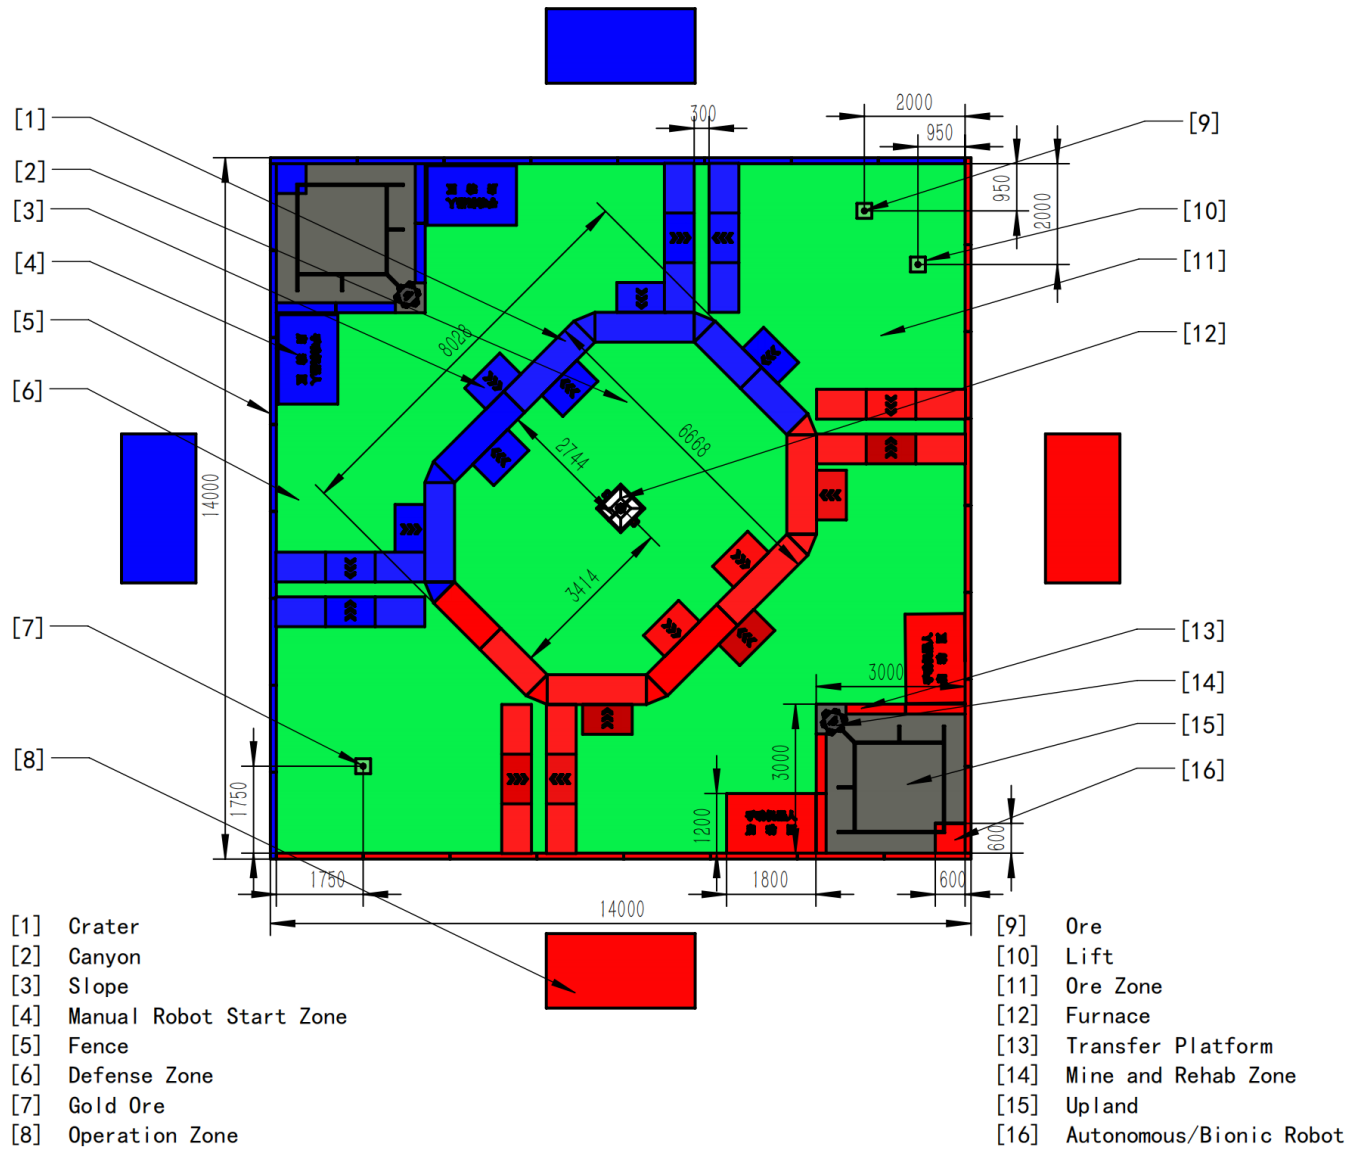 [1]
300
2000
[9]
950
[2]
950
2000
[3]
[10]
[4]
[11]
[5]
8028
[12]
[6]
2744
6668
14000
3414
[7]
[13]
3000
[14]
[8]
3000
[15]
1750
1200
600
[16]
1750
1800
600
14000
[1] Crater
[2] Canyon
[3] Slope
[4] Manual Robot Start Zone
[5] Fence
[6] Defense Zone
[7] Gold Ore
[8] Operation Zone
[9] Ore
[10] Lift
[11] Ore Zone
[12] Furnace
[13] Transfer Platform
[14] Mine and Rehab Zone
[15] Upland
[16] Autonomous/Bionic Robot